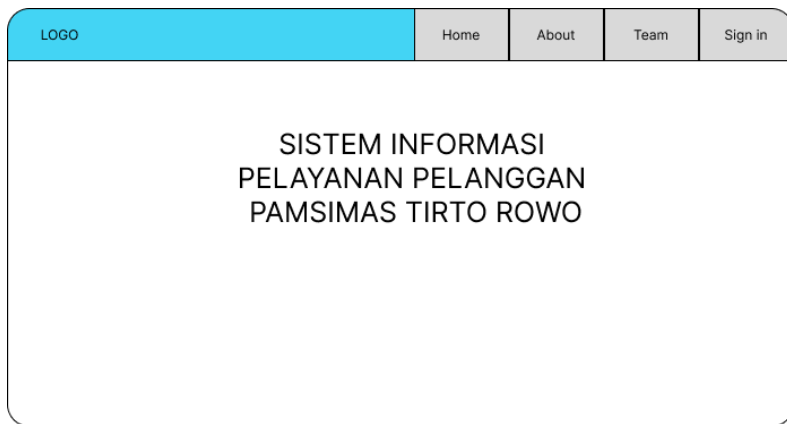 LOGO Home About Team Sign in
SISTEM INFORMASI
PELAYANAN PELANGGAN
PAMSIMAS TIRTO ROWO